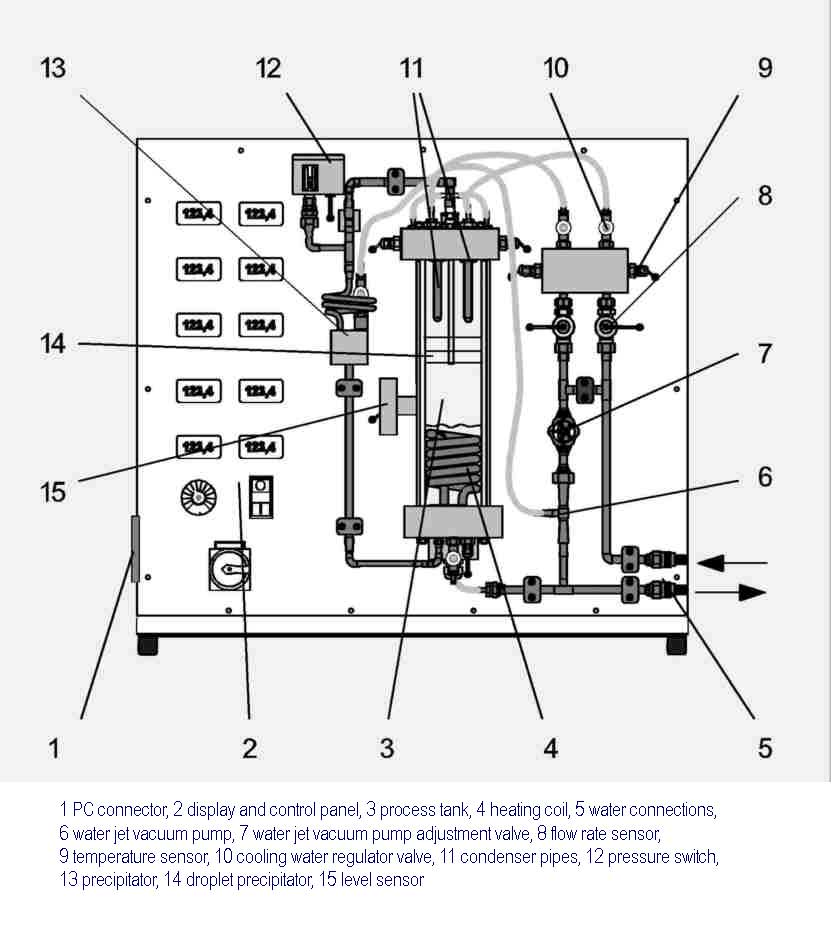 13 12 11 10 9
8
123,4 123,4
123,4 123,4
123,4 123,4
14
7
123,4 123,4
123,4 123,4
15
6
1 2 3 4 5
1 PC connector, 2 display and control panel, 3 process tank, 4 heating coil, 5 water connections,
6 water jet vacuum pump, 7 water jet vacuum pump adjustment valve, 8 flow rate sensor,
9 temperature sensor, 10 cooling water regulator valve, 11 condenser pipes, 12 pressure switch,
13 precipitator, 14 droplet precipitator, 15 level sensor